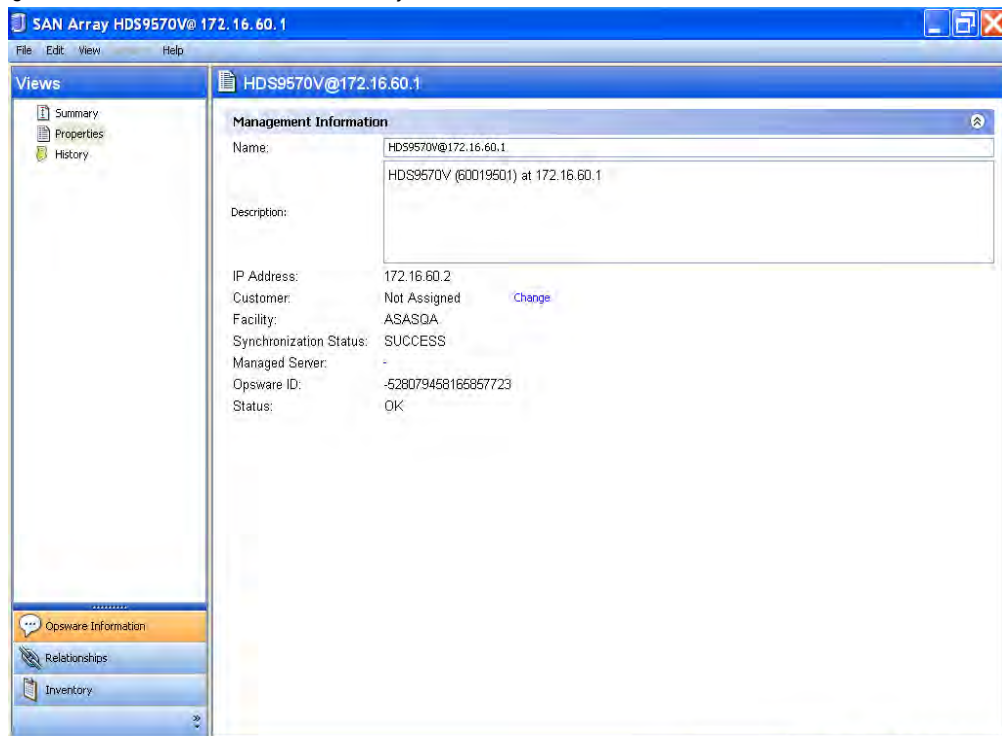 SAN Array HDS9570V@ 172.16.60.1
File Edit View Help
Views
HDS9570V@172.16.60.1
Summary
Properties
History
Management Information
Name: HDS9570V@172.16.60.1
Description: HDS9570V (60019501) at 172.16.60.1
IP Address: 172.16.60.2
Customer: Not Assigned Change
Facility: ASASQA
Synchronization Status: SUCCESS
Managed Server: -
Opsware ID: -528079458165857723
Status: OK
Opsware Information
Relationships
Inventory